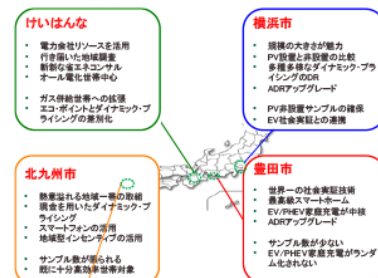 けいはんな
電力会社リソースを活用
行き届いた地域調査
斬新な省エネコンサル
オール電化世帯中心
ガス併給世帯への拡張
エコ・ポイントとダイナミック・プ
ライシングの差別化
横浜市
規模の大きさが魅力
PV設置と非設置の比較
多種多様なダイナミック・プラ
イシングのDR
ADRアップグレード
PV非設置サンプルの確保
EV社会実証との連携
北九州市
熱意溢れる地域一帯の取組
現金を用いたダイナミック・プ
ライシング
スマートフォンの活用
地域型インセンティブの活用
サンプル数が限られる
既に十分高効率世帯対象
豊田市
世界一の社会実証技術
最高級スマートホーム
EV/PHEV家庭充電が中核
ADRアップグレード
サンプル数が少ない
EV/PHEV家庭充電がランダ
ム化されない